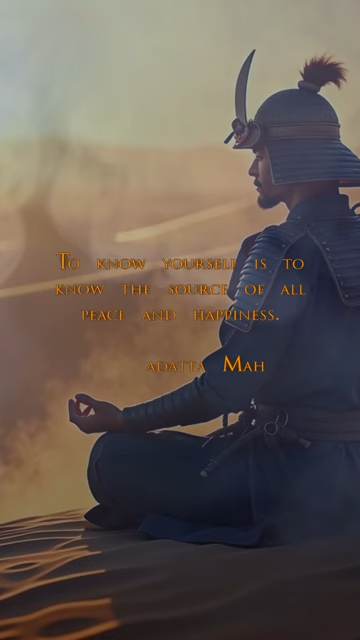 To know yourself is to
know the source of all
peace and happiness.
adatta Mah